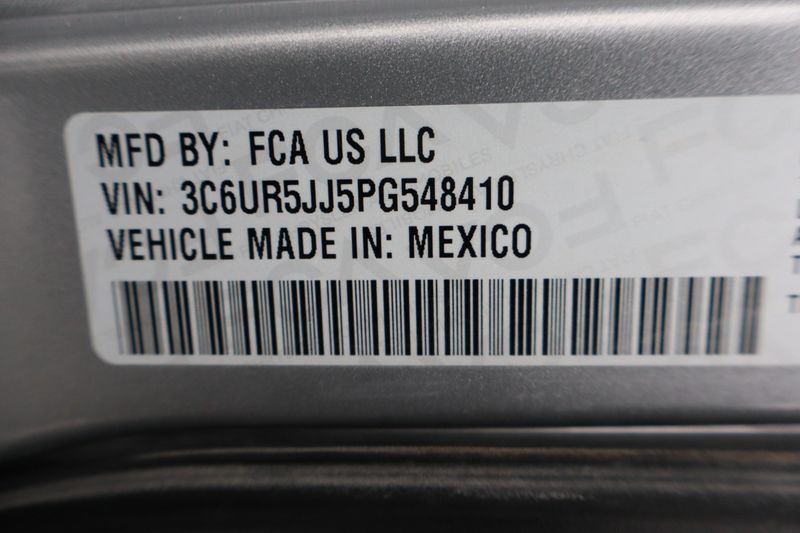 MFD BY: FCA US LLC
VIN: 3C6UR5JJ5PG548410
VEHICLE MADE IN: MEXICO